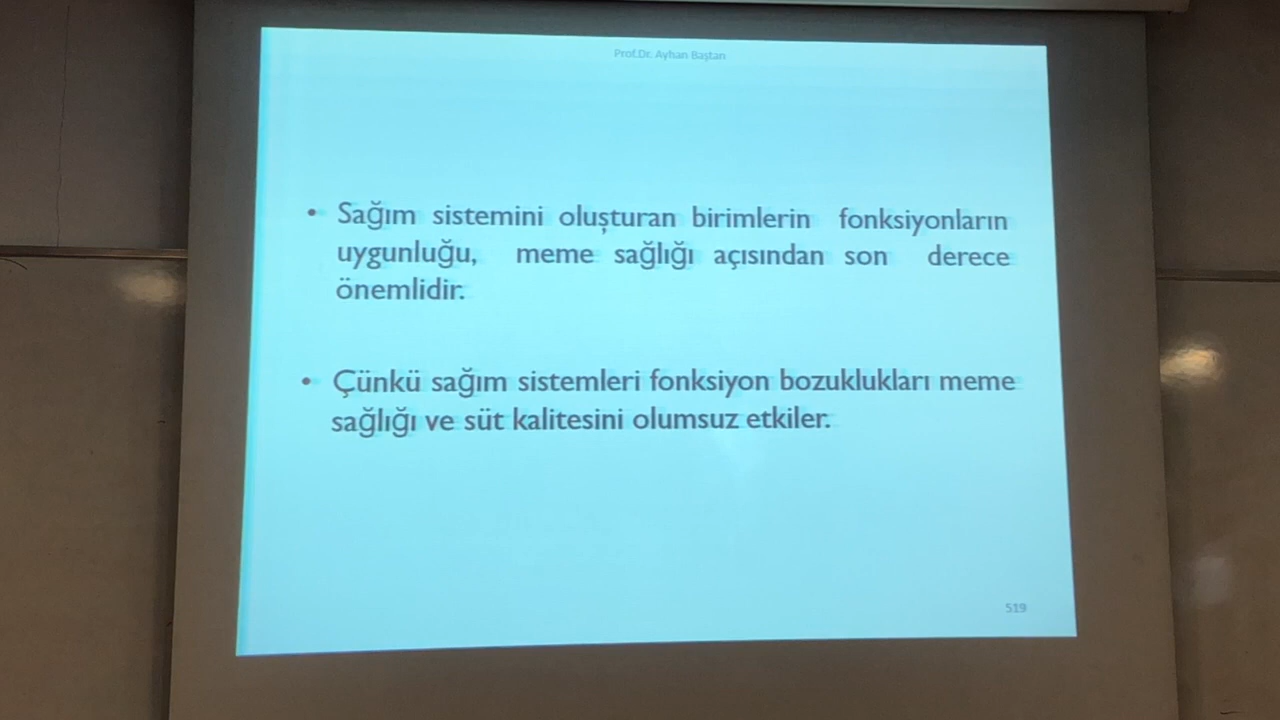 Prof.Dr. Ayhan Baştan
• Sağım sistemini oluşturan birimlerin fonksiyonların
uygunluğu, meme sağlığı açısından son derece
önemlidir.
• Çünkü sağım sistemleri fonksiyon bozuklukları meme
sağlığı ve süt kalitesini olumsuz etkiler.
519